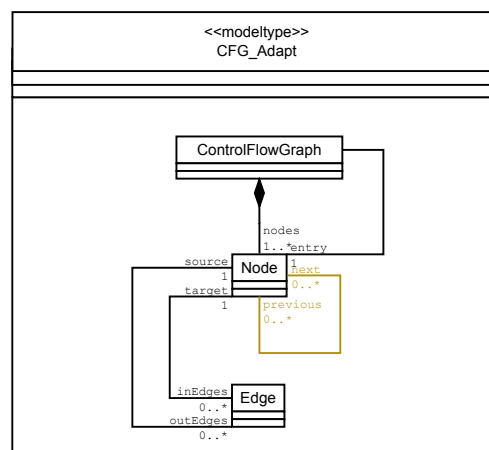 <<modeltype>>
CFG_Adapt
ControlFlowGraph
nodes
1..*
entry
1
source
1
Node
next
0..*
target
1
previous
0..*
inEdges
0..*
Edge
outEdges
0..*